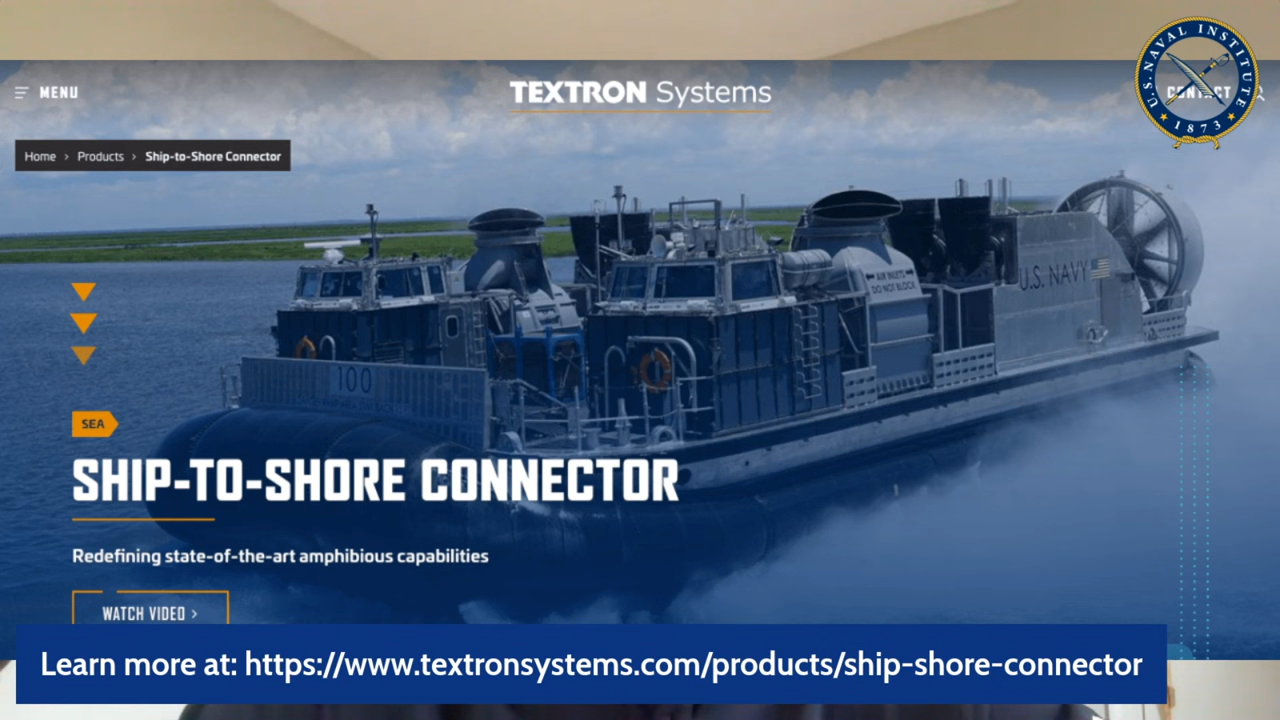 MENU
TEXTRON Systems
CONTACT
U.S. NAVAL INSTITUTE
1873
Home > Products > Ship-to-Shore Connector
AIR INLETS
DO NOT BLOCK
U.S. NAVY
100
SEA
SHIP-TO-SHORE CONNECTOR
Redefining state-of-the-art amphibious capabilities
WATCH VIDEO >
Learn more at: https://www.textronsystems.com/products/ship-shore-connector